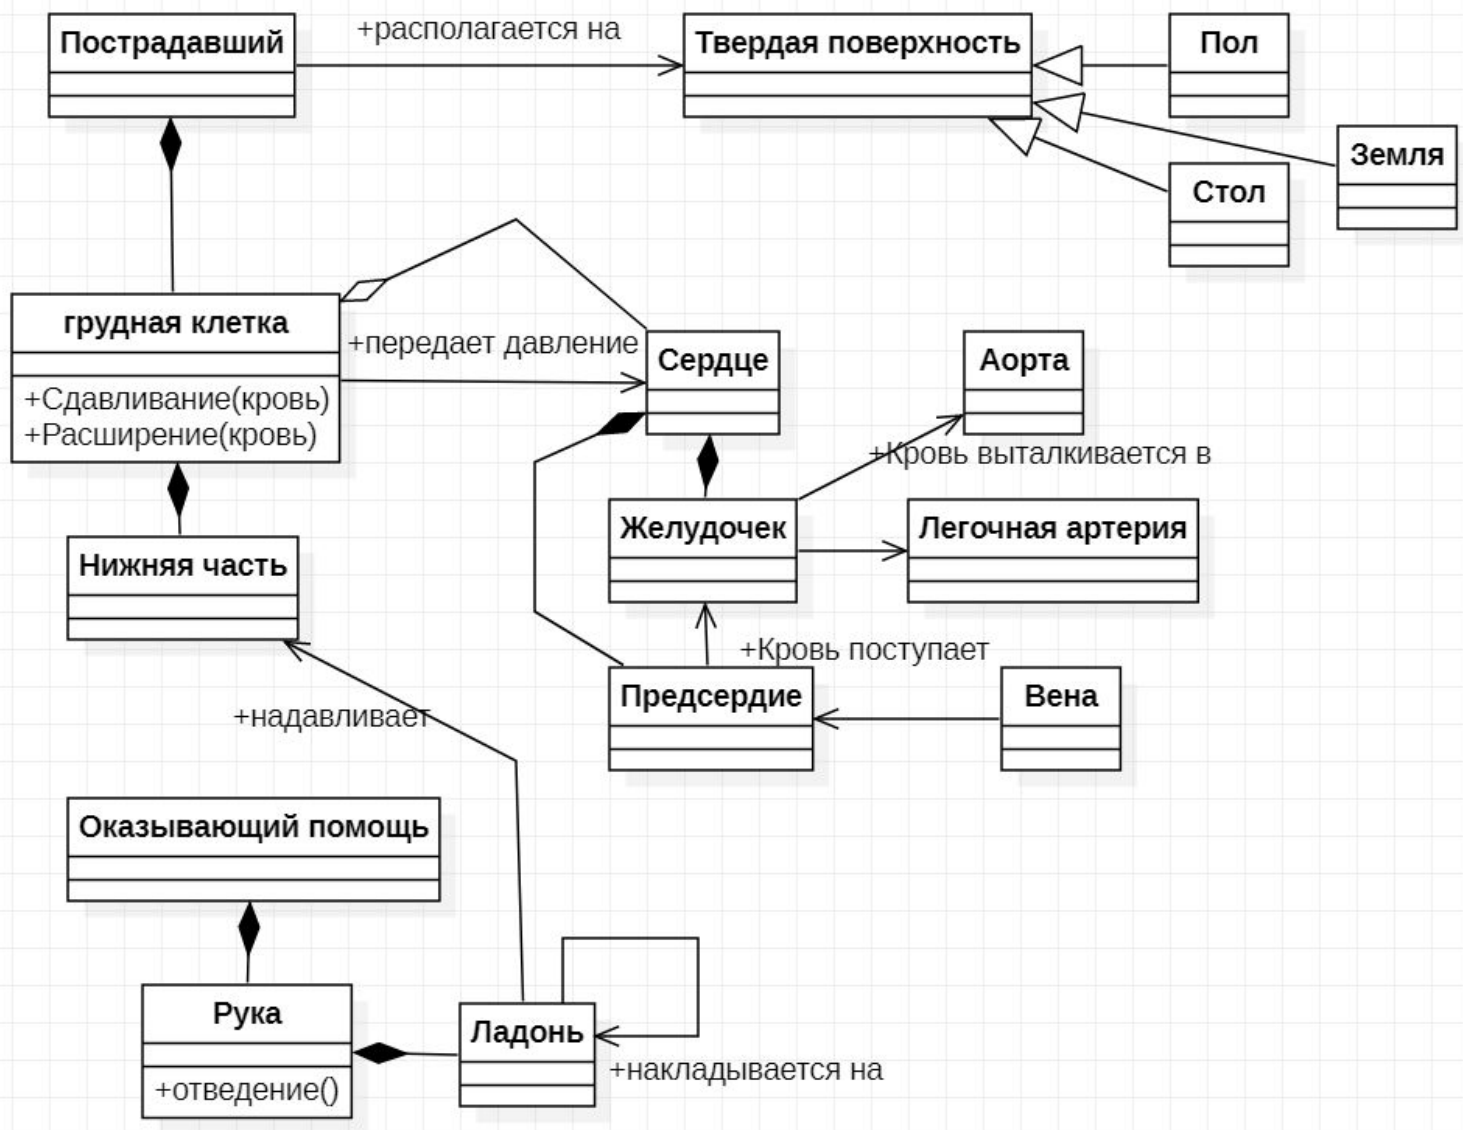 Пострадавший
+располагается на
Твердая поверхность
Пол
Земля
Стол
грудная клетка
+Сдавливание(кровь)
+Расширение(кровь)
+передает давление
Сердце
Аорта
+Кровь выталкивается в
Желудочек
Легочная артерия
Нижняя часть
+Кровь поступает
Предсердие
Вена
+надавливает
Оказывающий помощь
Рука
+отведение()
Ладонь
+накладывается на